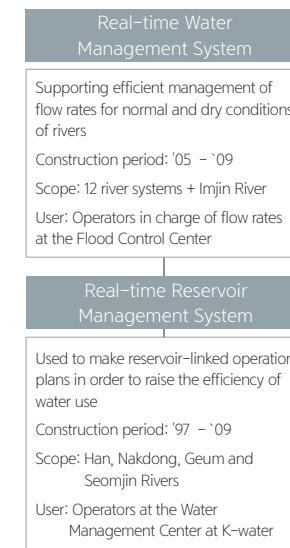 Real-time Water
Management System
Supporting efficient management of
flow rates for normal and dry conditions
of rivers
Construction period: '05 - `09
Scope: 12 river systems + Imjin River
User: Operators in charge of flow rates
at the Flood Control Center
Real-time Reservoir
Management System
Used to make reservoir-linked operation
plans in order to raise the efficiency of
water use
Construction period: '97 - `09
Scope: Han, Nakdong, Geum and
Seomjin Rivers
User: Operators at the Water
Management Center at K-water